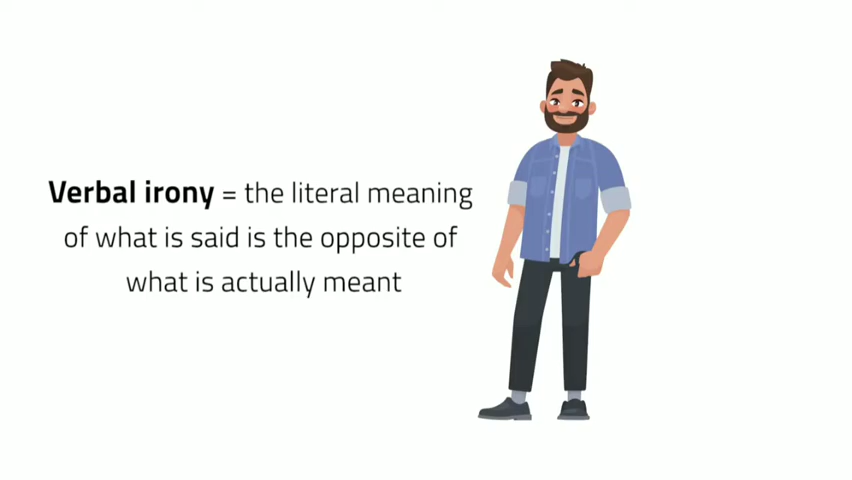 Verbal irony = the literal meaning
of what is said is the opposite of
what is actually meant